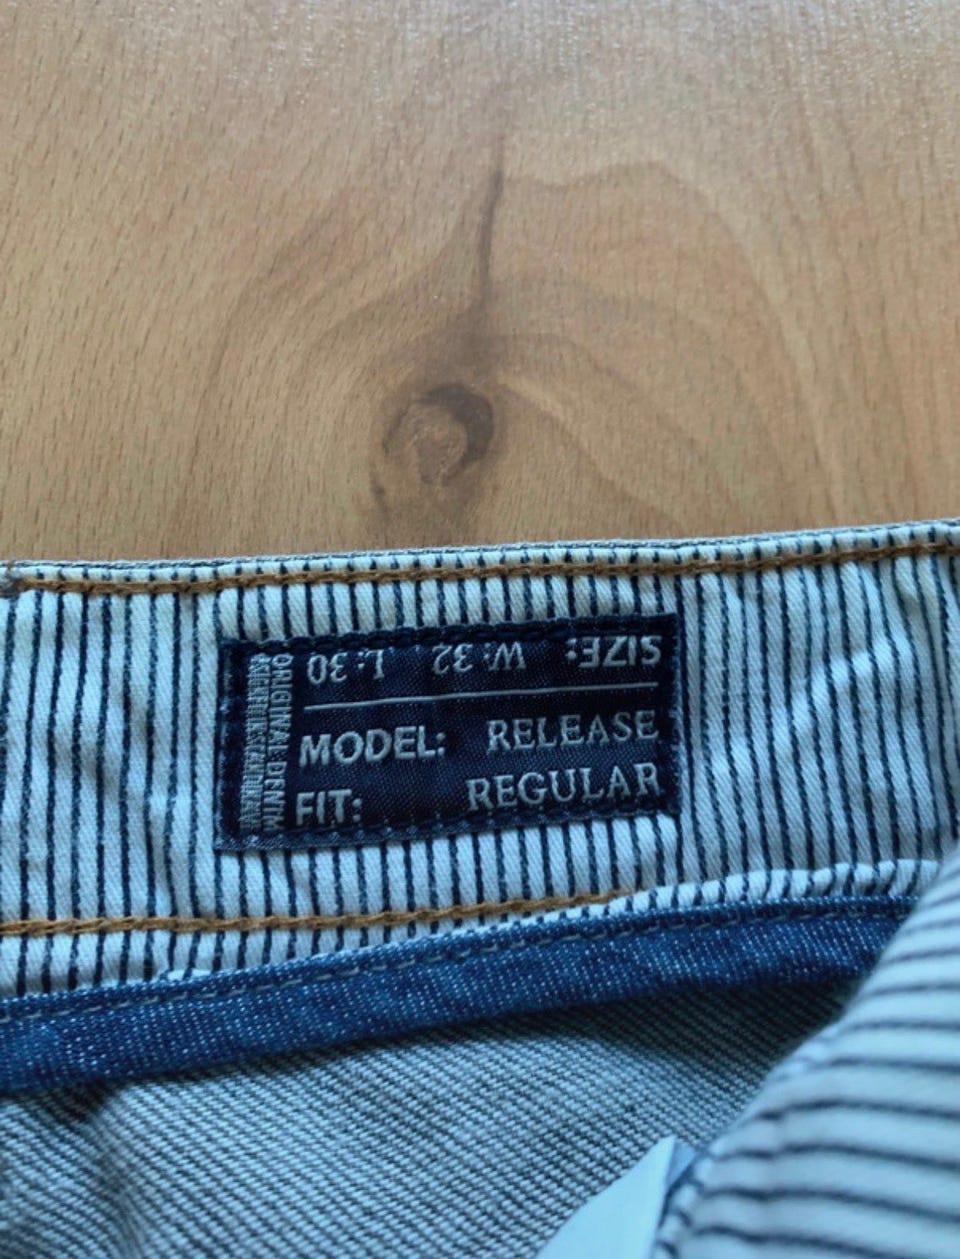 SIZE: W: 32 L: 30
MODEL: RELEASE
FIT: REGULAR
ORIGINAL DENIM